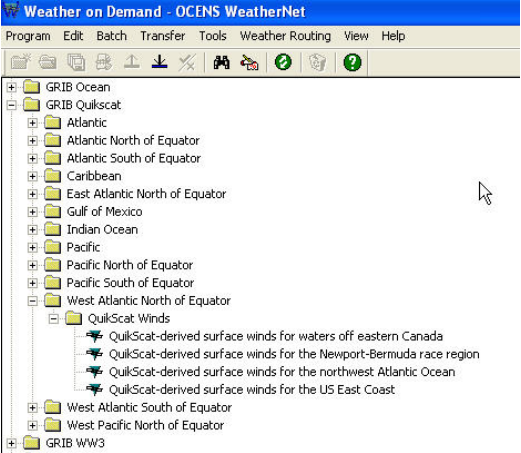 Weather on Demand - OCENS WeatherNet
Program Edit Batch Transfer Tools Weather Routing View Help
GRIB Ocean
GRIB Quikscat
Atlantic
Atlantic North of Equator
Atlantic South of Equator
Caribbean
East Atlantic North of Equator
Gulf of Mexico
Indian Ocean
Pacific
Pacific North of Equator
Pacific South of Equator
West Atlantic North of Equator
QuikScat Winds
QuikScat-derived surface winds for waters off eastern Canada
QuikScat-derived surface winds for the Newport-Bermuda race region
QuikScat-derived surface winds for the northwest Atlantic Ocean
QuikScat-derived surface winds for the US East Coast
West Atlantic South of Equator
West Pacific North of Equator
GRIB WW3